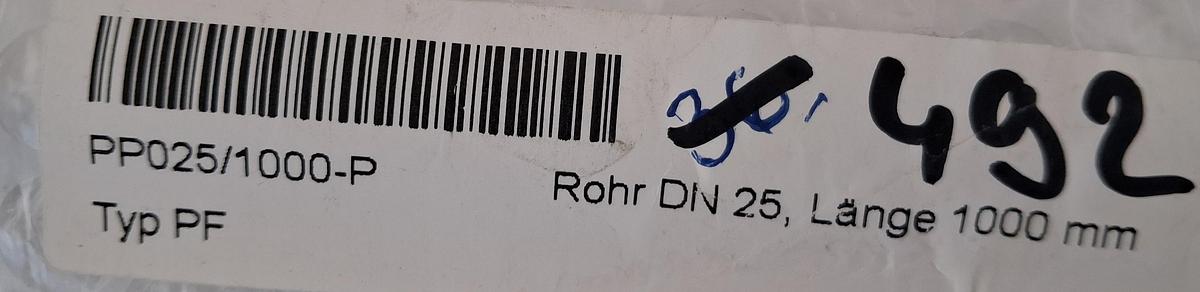 492
PP025/1000-P
Rohr DN 25, Länge 1000 mm
Typ PF